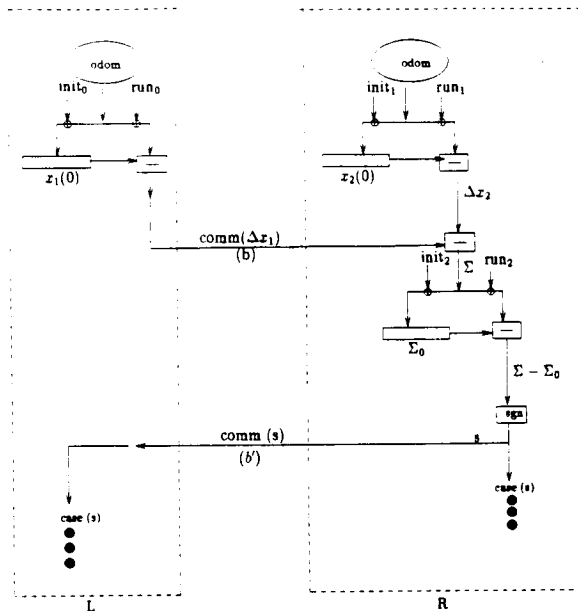 odom
odom
init₀
run₀
init₁
run₁
x₁(0)
x₂(0)
Δx₂
comm(Δx₁)
(b)
Σ
init₂
run₂
Σ₀
Σ − Σ₀
sgn
comm (s)
s
(b′)
case (s)
case (s)
L
R